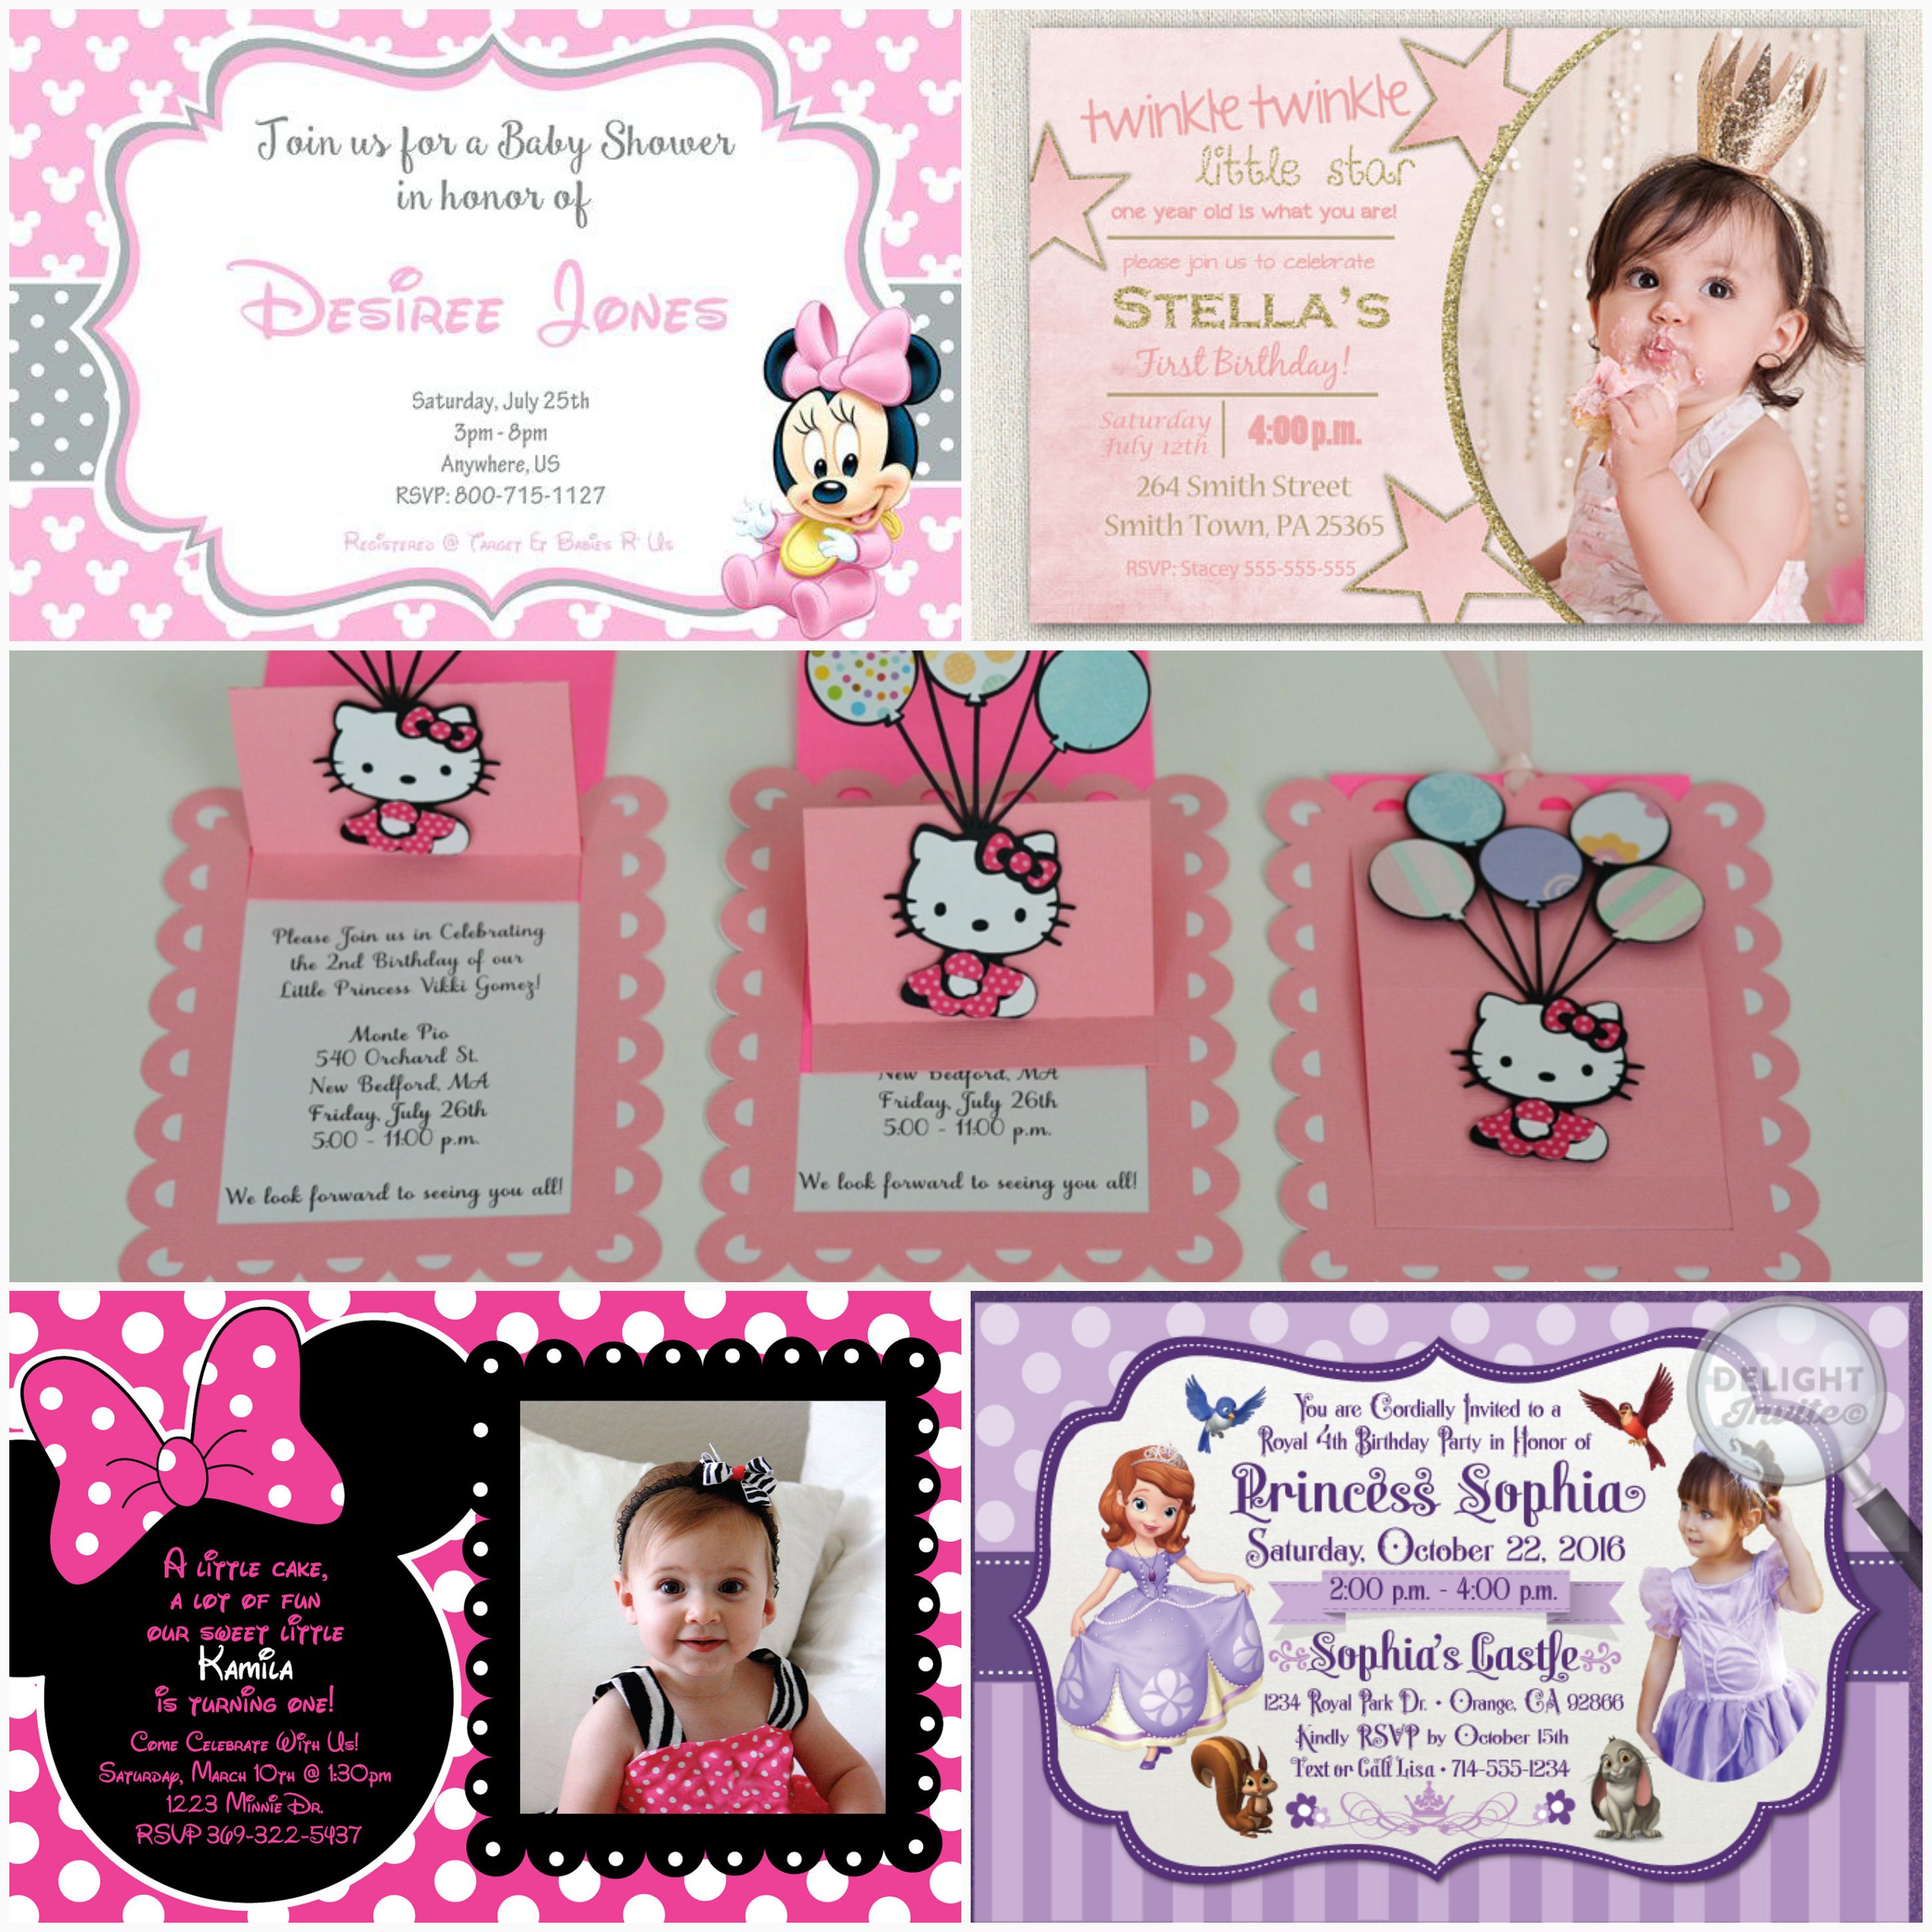 Join us for a Baby Shower
in honor of
Desiree Jones
Saturday, July 25th
3pm - 8pm
Anywhere, US
RSVP: 800-715-1127
Registered @ Target & Babies R Us
twinkle twinkle
little star
one year old is what you are!
please join us to celebrate
STELLA'S
First Birthday!
Saturday
July 12th
4:00 p.m.
264 Smith Street
Smith Town, PA 25365
RSVP: Stacey 555-555-555
Please Join us in Celebrating
the 2nd Birthday of our
Little Princess Vikki Gomez!
Monte Pio
540 Orchard St.
New Bedford, MA
Friday, July 26th
5:00 - 11:00 p.m.
We look forward to seeing you all!
New Bedford, MA
Friday, July 26th
5:00 - 11:00 p.m.
We look forward to seeing you all!
A little cake,
a lot of fun
our sweet little
Kamila
is turning one!
Come Celebrate With Us!
Saturday, March 10th @ 1:30pm
1223 Minnie Dr.
RSVP 369-322-5437
DELIGHT
Invite©
You are Cordially Invited to a
Royal 4th Birthday Party in Honor of
Princess Sophia
Saturday, October 22, 2016
2:00 p.m. - 4:00 p.m.
Sophia's Castle
1234 Royal Park Dr. • Orange, CA 92866
Kindly RSVP by October 15th
Text or Call Lisa • 714-555-1234